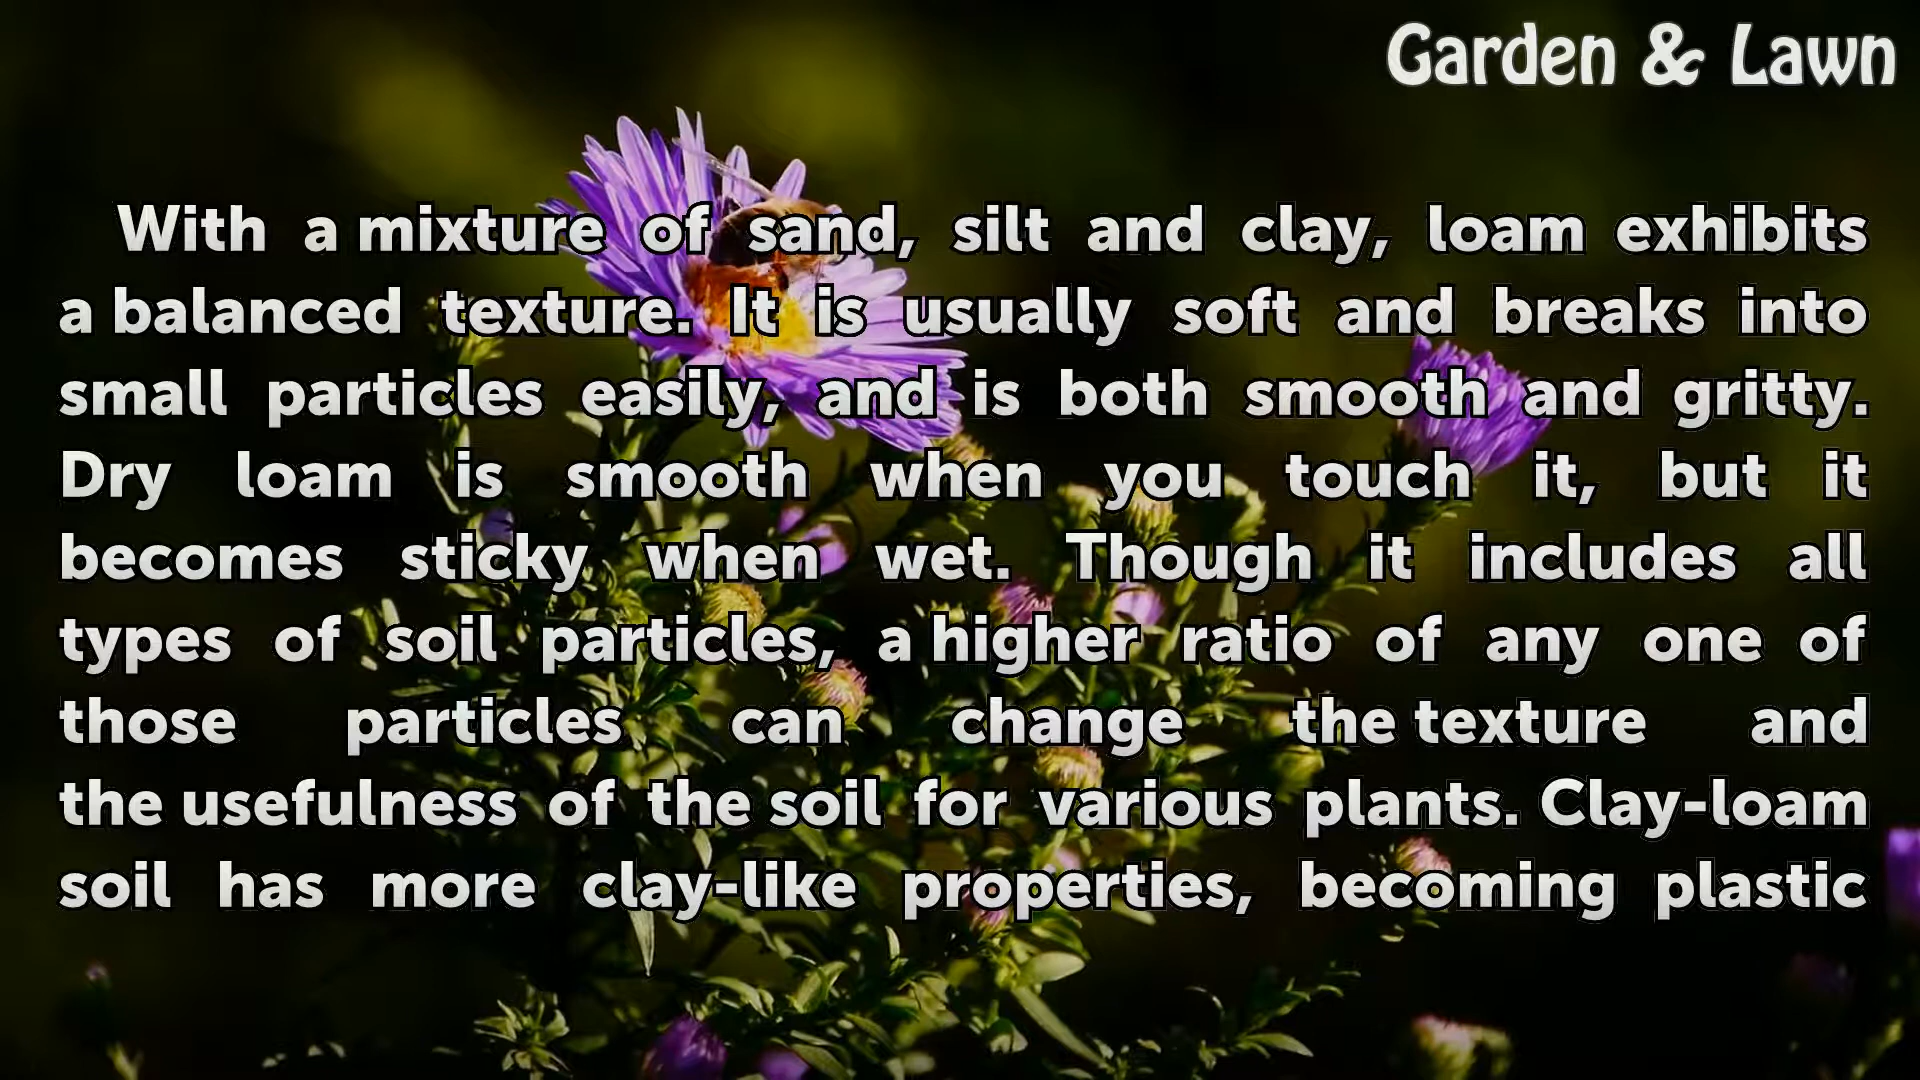 Garden & Lawn
With a mixture of sand, silt and clay, loam exhibits
a balanced texture. It is usually soft and breaks into
small particles easily, and is both smooth and gritty.
Dry loam is smooth when you touch it, but it
becomes sticky when wet. Though it includes all
types of soil particles, a higher ratio of any one of
those particles can change the texture and
the usefulness of the soil for various plants. Clay-loam
soil has more clay-like properties, becoming plastic